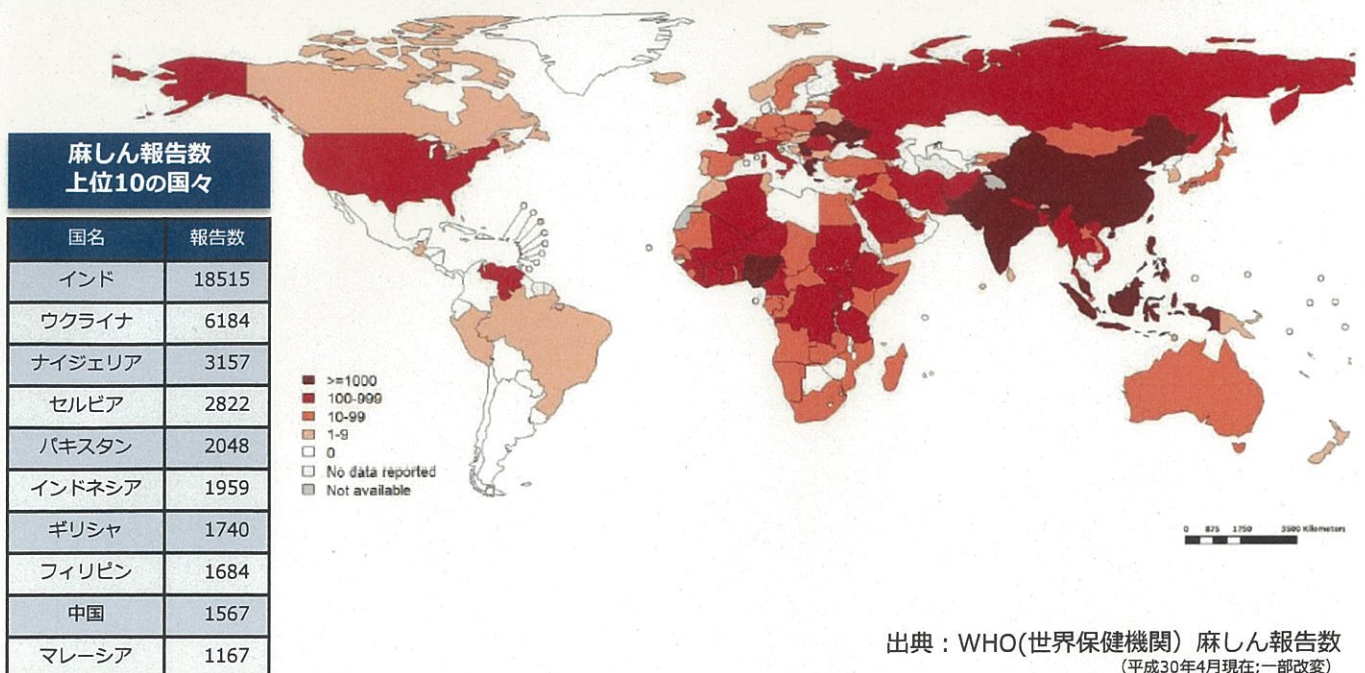 麻しん報告数
上位10の国々
国名 報告数
インド 18515
ウクライナ 6184
ナイジェリア 3157
セルビア 2822
パキスタン 2048
インドネシア 1959
ギリシャ 1740
フィリピン 1684
中国 1567
マレーシア 1167
>=1000
100-999
10-99
1-9
0
No data reported
Not available
0 875 1750 3500 Kilometers
出典：WHO(世界保健機関）麻しん報告数
（平成30年4月現在;一部改変）